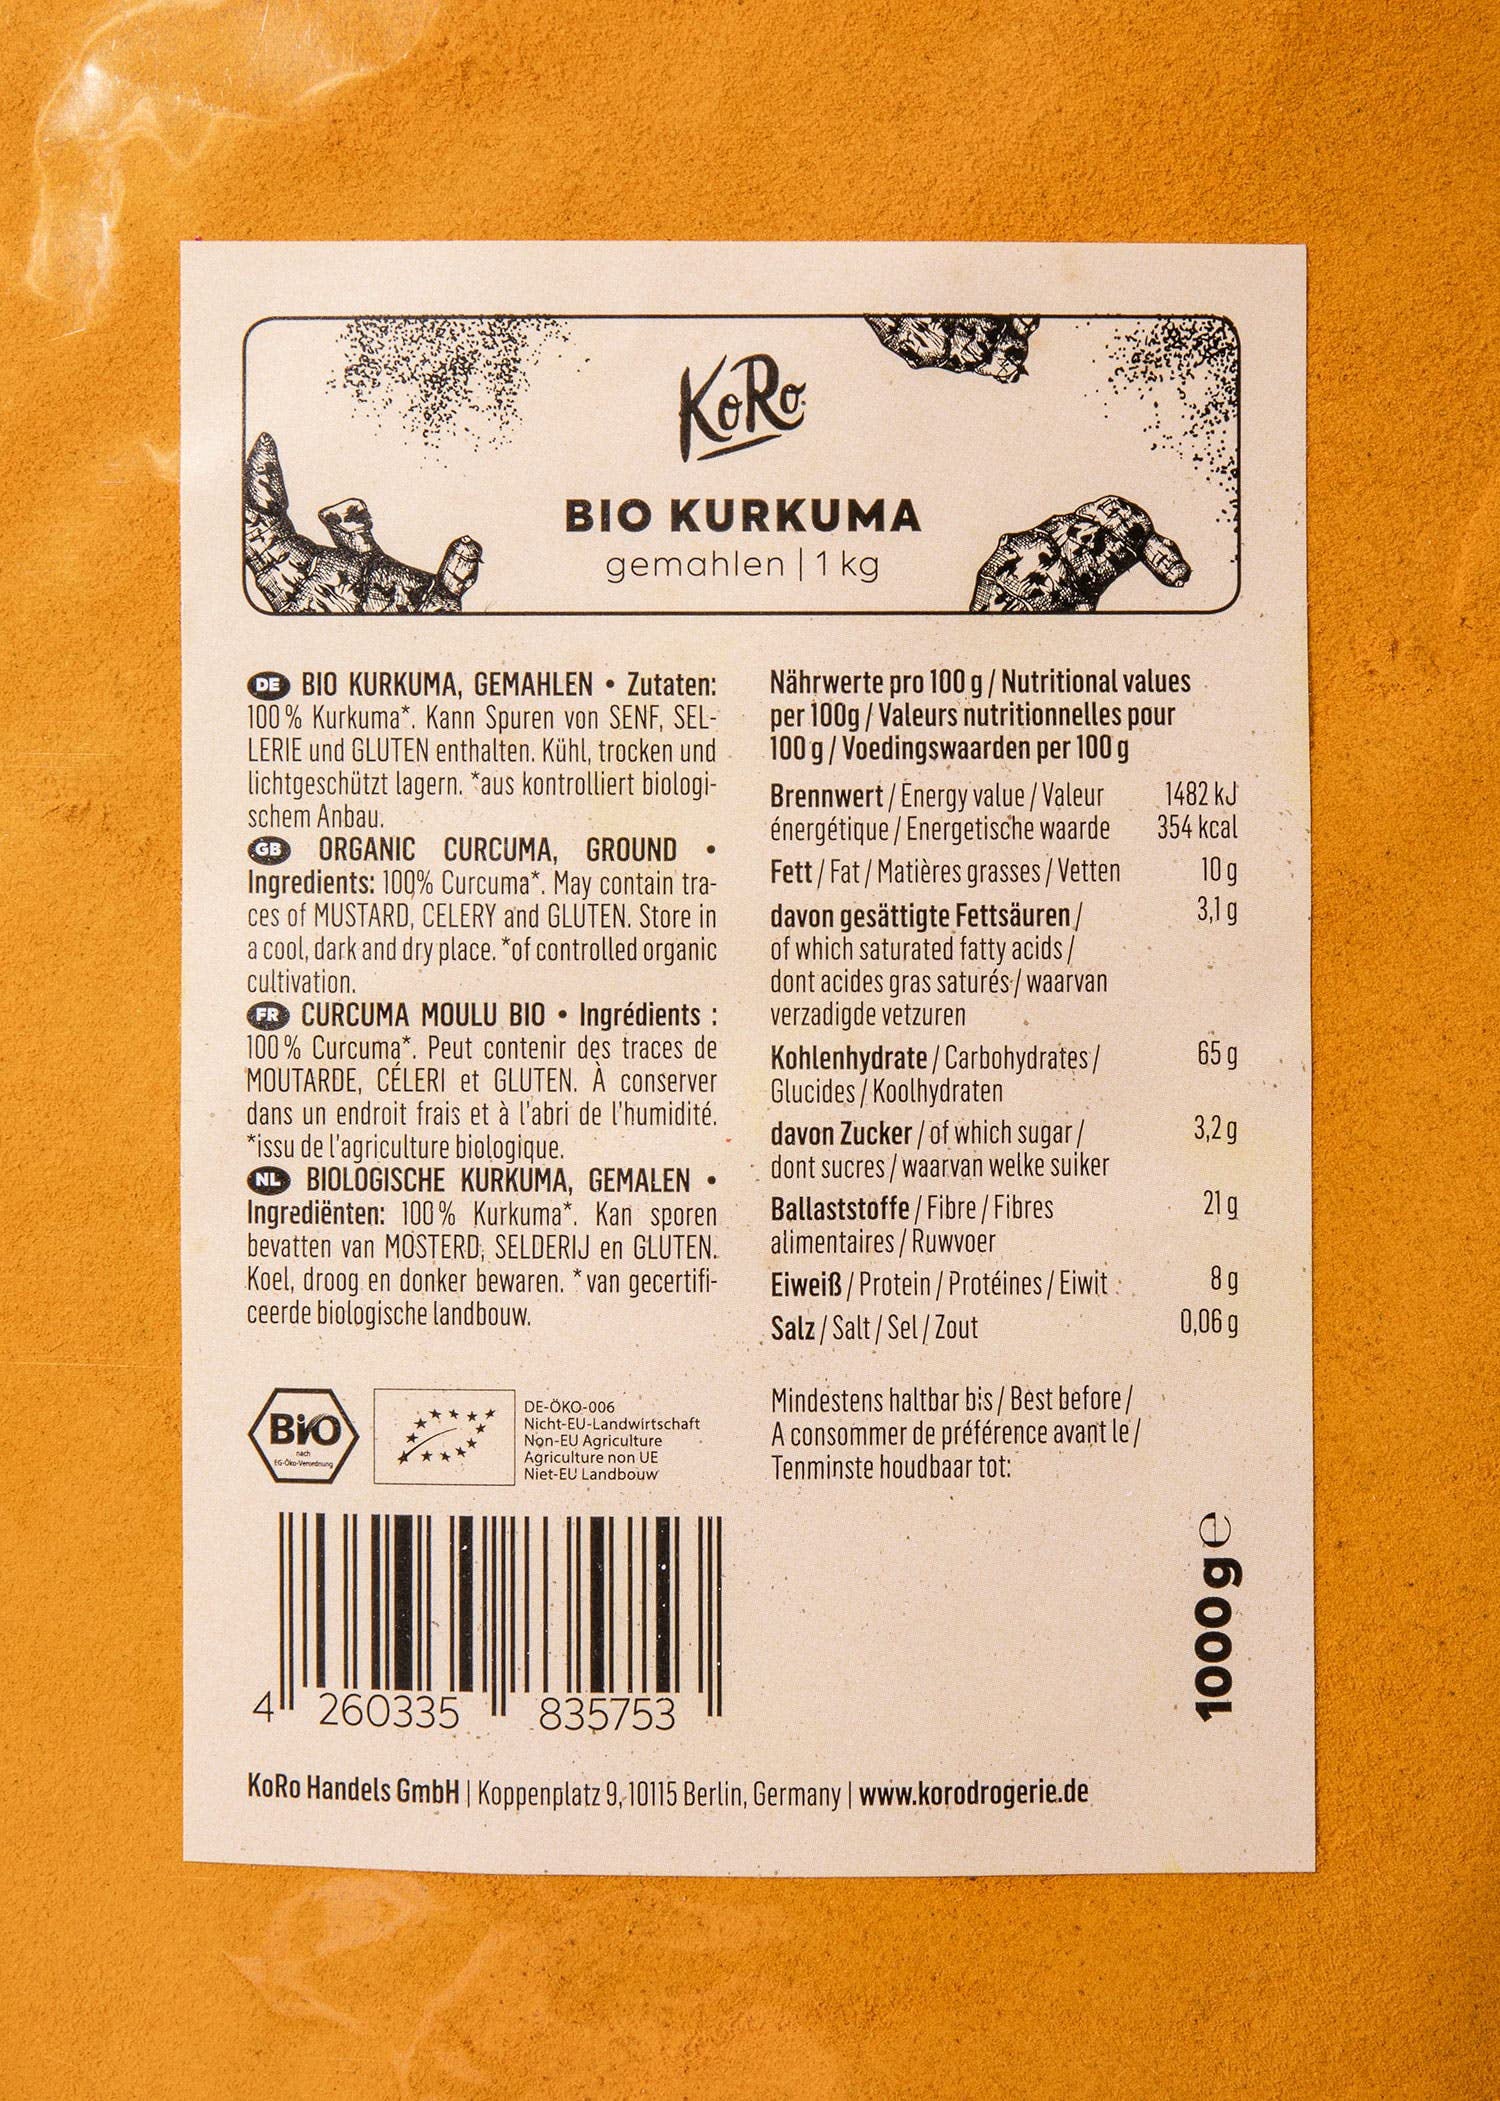 KoRo
BIO KURKUMA
gemahlen | 1 kg
DE BIO KURKUMA, GEMAHLEN • Zutaten:
100 % Kurkuma*. Kann Spuren von SENF, SEL-
LERIE und GLUTEN enthalten. Kühl, trocken und
lichtgeschützt lagern. *aus kontrolliert biologi-
schem Anbau.
GB ORGANIC CURCUMA, GROUND •
Ingredients: 100% Curcuma*. May contain tra-
ces of MUSTARD, CELERY and GLUTEN. Store in
a cool, dark and dry place. *of controlled organic
cultivation.
FR CURCUMA MOULU BIO • Ingrédients :
100 % Curcuma*. Peut contenir des traces de
MOUTARDE, CÉLERI et GLUTEN. À conserver
dans un endroit frais et à l'abri de l'humidité.
*issu de l'agriculture biologique.
NL BIOLOGISCHE KURKUMA, GEMALEN •
Ingrediënten: 100 % Kurkuma*. Kan sporen
bevatten van MOSTERD, SELDERIJ en GLUTEN.
Koel, droog en donker bewaren. * van gecertifi-
ceerde biologische landbouw.
Nährwerte pro 100 g / Nutritional values
per 100g / Valeurs nutritionnelles pour
100 g / Voedingswaarden per 100 g
Brennwert / Energy value / Valeur 1482 kJ
énergétique / Energetische waarde 354 kcal
Fett / Fat / Matières grasses / Vetten 10 g
davon gesättigte Fettsäuren / 3,1 g
of which saturated fatty acids /
dont acides gras saturés / waarvan
verzadigde vetzuren
Kohlenhydrate / Carbohydrates / 65 g
Glucides / Koolhydraten
davon Zucker / of which sugar / 3,2 g
dont sucres / waarvan welke suiker
Ballaststoffe / Fibre / Fibres 21 g
alimentaires / Ruwvoer
Eiweiß / Protein / Protéines / Eiwit 8 g
Salz / Salt / Sel / Zout 0,06 g
Mindestens haltbar bis / Best before /
A consommer de préférence avant le /
Tenminste houdbaar tot:
Bio
nach
EG-Öko-Verordnung
DE-ÖKO-006
Nicht-EU-Landwirtschaft
Non-EU Agriculture
Agriculture non UE
Niet-EU Landbouw
4 260335 835753
1000 g e
KoRo Handels GmbH | Koppenplatz 9, 10115 Berlin, Germany | www.korodrogerie.de